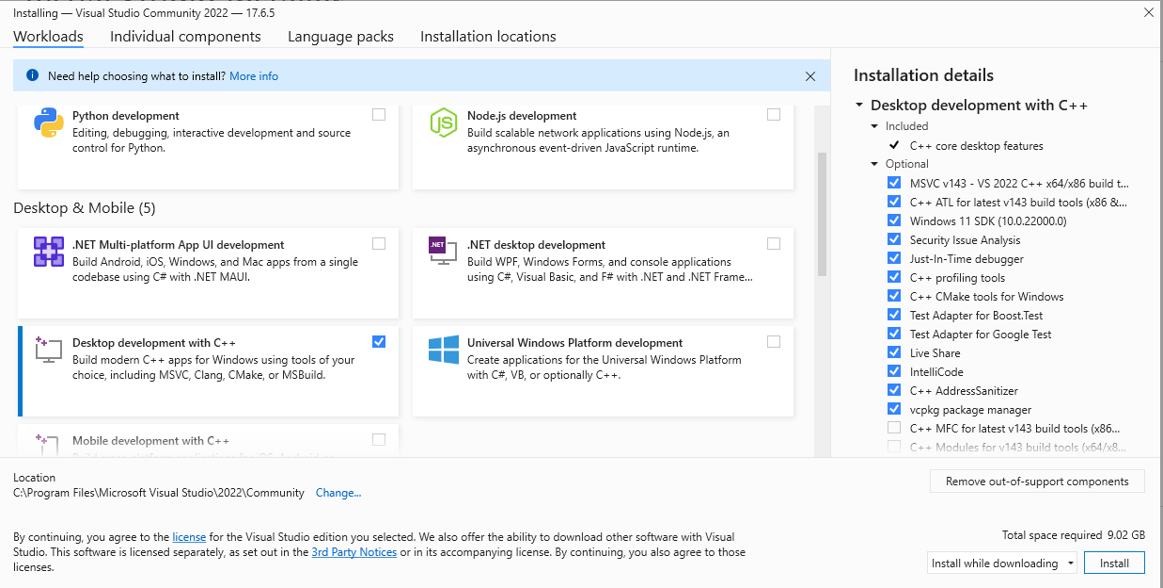 Installing — Visual Studio Community 2022 — 17.6.5
Workloads Individual components Language packs Installation locations
Need help choosing what to install? More info
Python development
Editing, debugging, interactive development and source
control for Python.
Node.js development
Build scalable network applications using Node.js, an
asynchronous event-driven JavaScript runtime.
Desktop & Mobile (5)
.NET Multi-platform App UI development
Build Android, iOS, Windows, and Mac apps from a single
codebase using C# with .NET MAUI.
.NET
.NET desktop development
Build WPF, Windows Forms, and console applications
using C#, Visual Basic, and F# with .NET and .NET Frame...
Desktop development with C++
Build modern C++ apps for Windows using tools of your
choice, including MSVC, Clang, CMake, or MSBuild.
Universal Windows Platform development
Create applications for the Universal Windows Platform
with C#, VB, or optionally C++.
Mobile development with C++
Installation details
Desktop development with C++
Included
C++ core desktop features
Optional
MSVC v143 - VS 2022 C++ x64/x86 build t...
C++ ATL for latest v143 build tools (x86 &...
Windows 11 SDK (10.0.22000.0)
Security Issue Analysis
Just-In-Time debugger
C++ profiling tools
C++ CMake tools for Windows
Test Adapter for Boost.Test
Test Adapter for Google Test
Live Share
IntelliCode
C++ AddressSanitizer
vcpkg package manager
C++ MFC for latest v143 build tools (x86...
C++ Modules for v143 build tools (x64/x8...
Location
C:\Program Files\Microsoft Visual Studio\2022\Community Change...
Remove out-of-support components
By continuing, you agree to the license for the Visual Studio edition you selected. We also offer the ability to download other software with Visual
Studio. This software is licensed separately, as set out in the 3rd Party Notices or in its accompanying license. By continuing, you also agree to those
licenses.
Total space required 9.02 GB
Install while downloading
Install